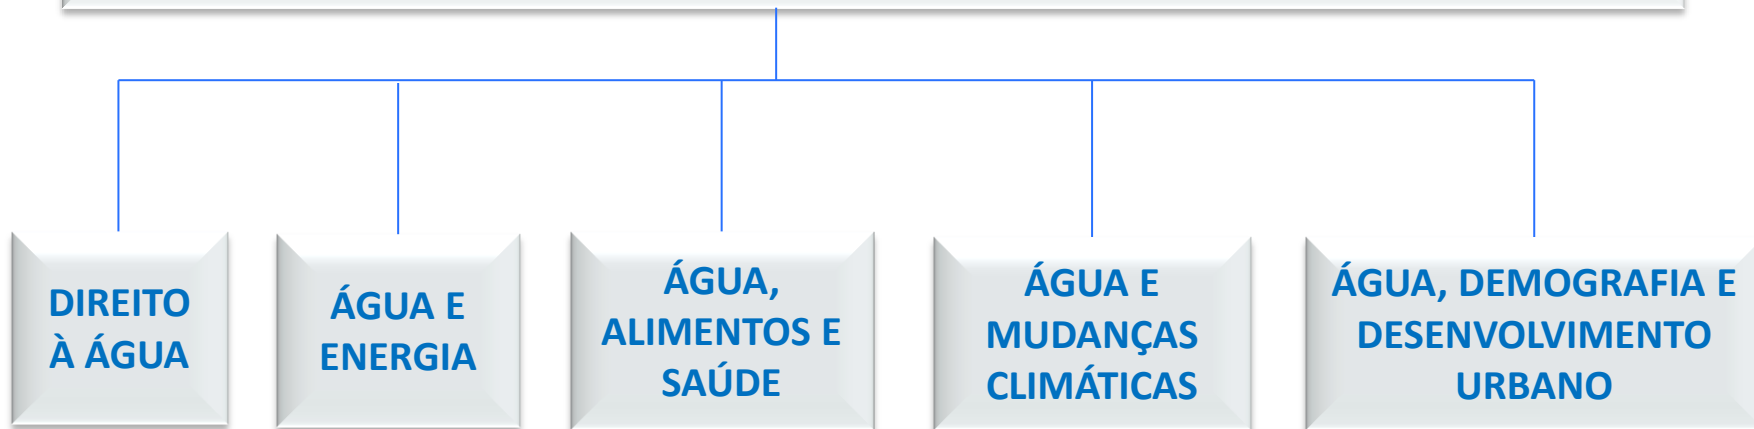 DIREITO
À ÁGUA
ÁGUA E
ENERGIA
ÁGUA,
ALIMENTOS E
SAÚDE
ÁGUA E
MUDANÇAS
CLIMÁTICAS
ÁGUA, DEMOGRAFIA E
DESENVOLVIMENTO
URBANO